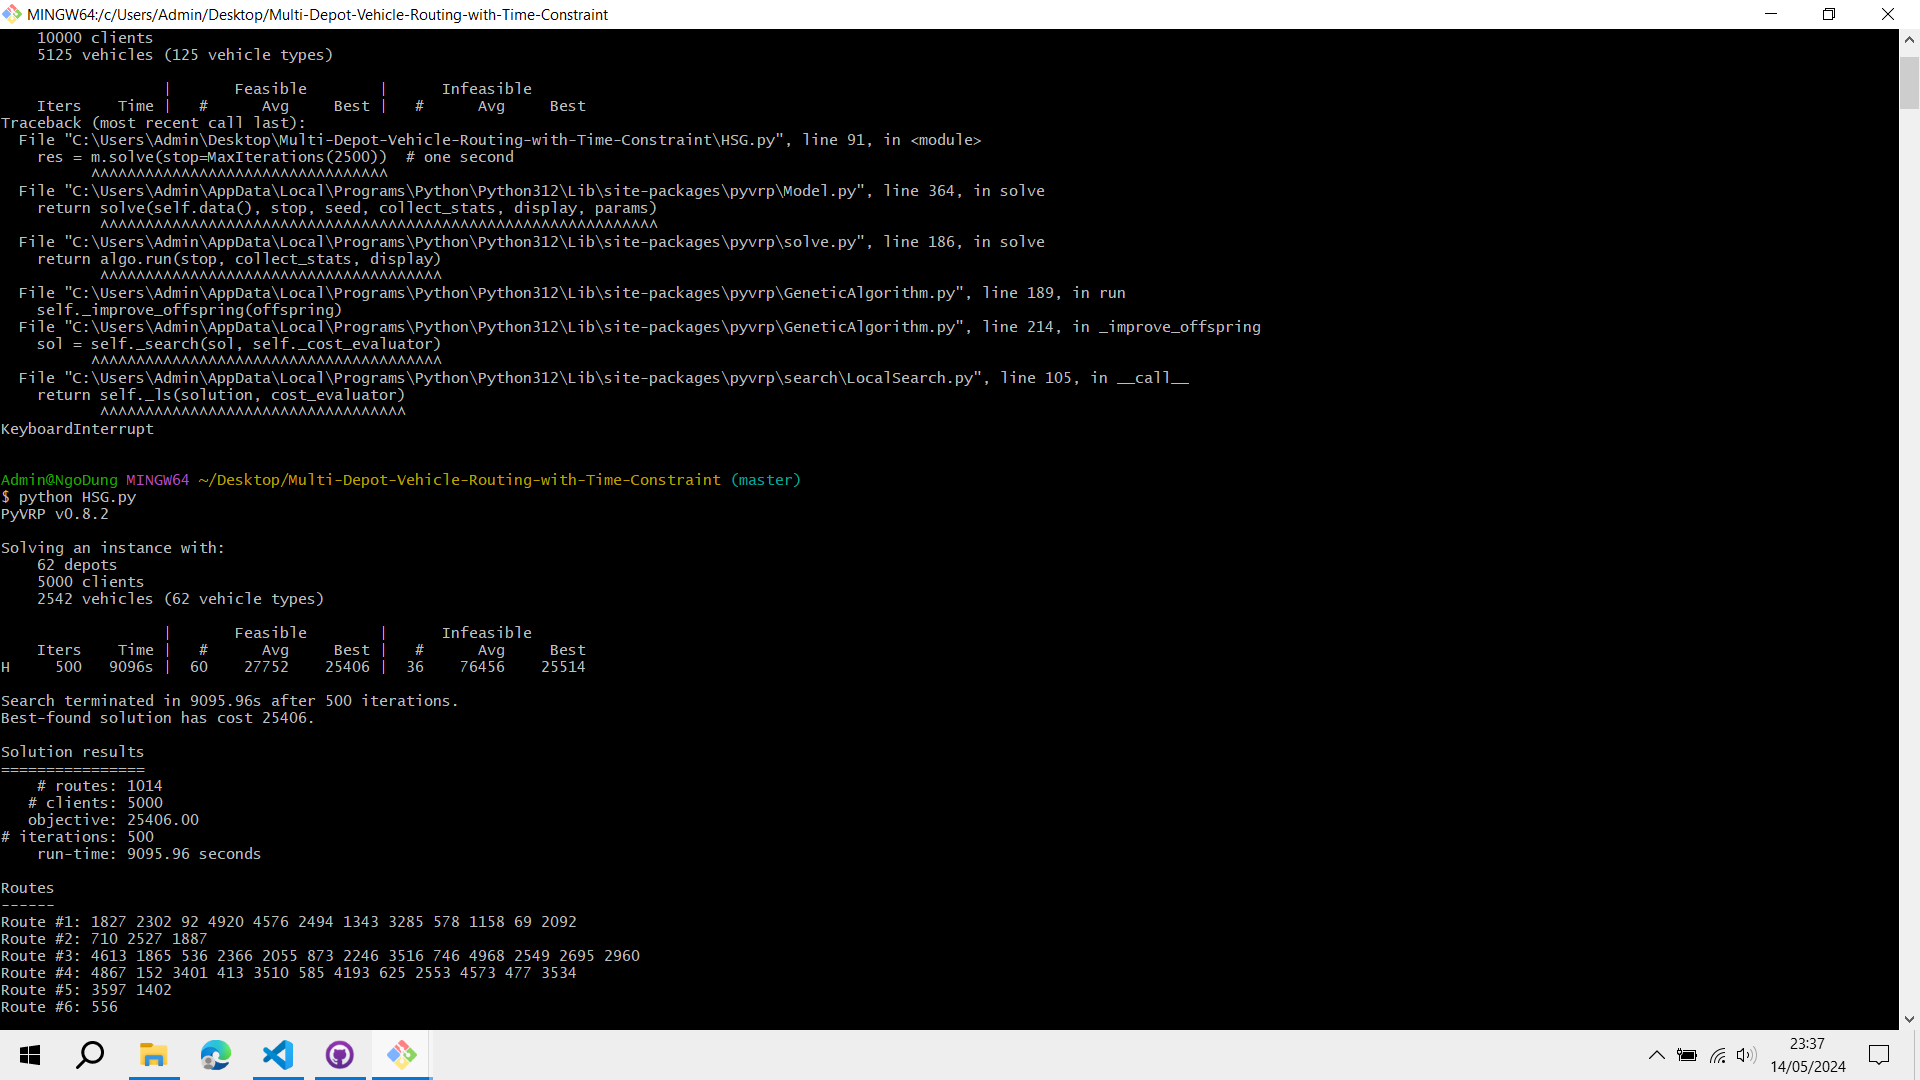 MINGW64:/c/Users/Admin/Desktop/Multi-Depot-Vehicle-Routing-with-Time-Constraint
    10000 clients
    5125 vehicles (125 vehicle types)
                  |       Feasible        |      Infeasible
    Iters    Time |   #      Avg     Best |   #      Avg     Best
Traceback (most recent call last):
  File "C:\Users\Admin\Desktop\Multi-Depot-Vehicle-Routing-with-Time-Constraint\HSG.py", line 91, in <module>
    res = m.solve(stop=MaxIterations(2500))  # one second
          ^^^^^^^^^^^^^^^^^^^^^^^^^^^^^^^^^
  File "C:\Users\Admin\AppData\Local\Programs\Python\Python312\Lib\site-packages\pyvrp\Model.py", line 364, in solve
    return solve(self.data(), stop, seed, collect_stats, display, params)
           ^^^^^^^^^^^^^^^^^^^^^^^^^^^^^^^^^^^^^^^^^^^^^^^^^^^^^^^^^^^^^^
  File "C:\Users\Admin\AppData\Local\Programs\Python\Python312\Lib\site-packages\pyvrp\solve.py", line 186, in solve
    return algo.run(stop, collect_stats, display)
           ^^^^^^^^^^^^^^^^^^^^^^^^^^^^^^^^^^^^^^
  File "C:\Users\Admin\AppData\Local\Programs\Python\Python312\Lib\site-packages\pyvrp\GeneticAlgorithm.py", line 189, in run
    self._improve_offspring(offspring)
  File "C:\Users\Admin\AppData\Local\Programs\Python\Python312\Lib\site-packages\pyvrp\GeneticAlgorithm.py", line 214, in _improve_offspring
    sol = self._search(sol, self._cost_evaluator)
          ^^^^^^^^^^^^^^^^^^^^^^^^^^^^^^^^^^^^^^^
  File "C:\Users\Admin\AppData\Local\Programs\Python\Python312\Lib\site-packages\pyvrp\search\LocalSearch.py", line 105, in __call__
    return self._ls(solution, cost_evaluator)
           ^^^^^^^^^^^^^^^^^^^^^^^^^^^^^^^^^^
KeyboardInterrupt
Admin@NgoDung MINGW64 ~/Desktop/Multi-Depot-Vehicle-Routing-with-Time-Constraint (master)
$ python HSG.py
PyVRP v0.8.2
Solving an instance with:
    62 depots
    5000 clients
    2542 vehicles (62 vehicle types)
                  |       Feasible        |      Infeasible
    Iters    Time |   #      Avg     Best |   #      Avg     Best
H     500   9096s |  60    27752    25406 |  36    76456    25514
Search terminated in 9095.96s after 500 iterations.
Best-found solution has cost 25406.
Solution results
================
    # routes: 1014
   # clients: 5000
   objective: 25406.00
# iterations: 500
    run-time: 9095.96 seconds
Routes
------
Route #1: 1827 2302 92 4920 4576 2494 1343 3285 578 1158 69 2092
Route #2: 710 2527 1887
Route #3: 4613 1865 536 2366 2055 873 2246 3516 746 4968 2549 2695 2960
Route #4: 4867 152 3401 413 3510 585 4193 625 2553 4573 477 3534
Route #5: 3597 1402
Route #6: 556
23:37
14/05/2024